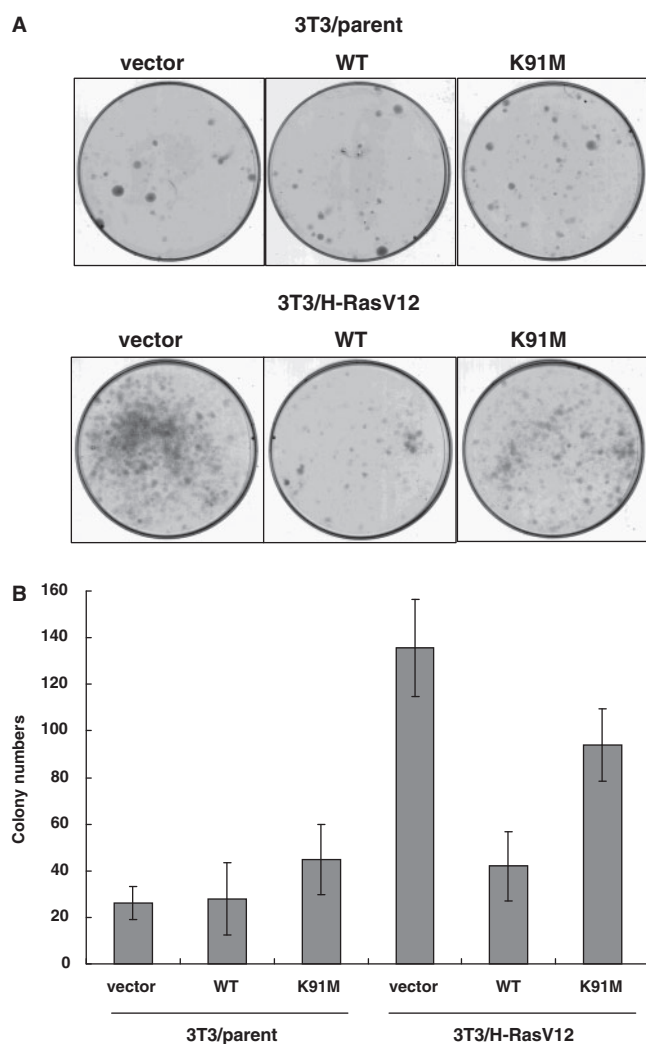 A
3T3/parent
vector WT K91M
3T3/H-RasV12
vector WT K91M
B
Colony numbers
160
140
120
100
80
60
40
20
0
vector WT K91M vector WT K91M
3T3/parent 3T3/H-RasV12